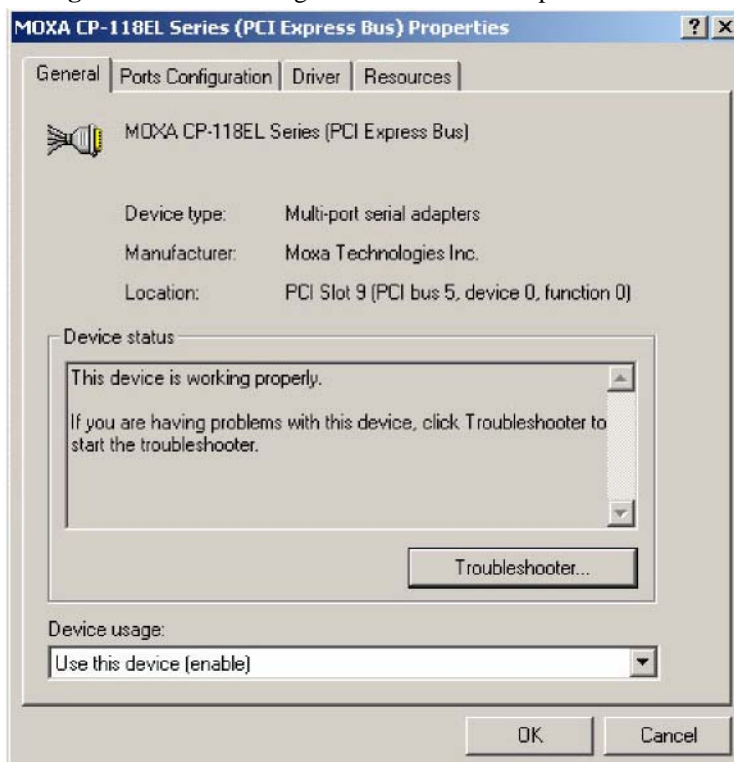 MOXA CP-118EL Series (PCI Express Bus) Properties
General
Ports Configuration
Driver
Resources
MOXA CP-118EL Series (PCI Express Bus)
Device type: Multi-port serial adapters
Manufacturer: Moxa Technologies Inc.
Location: PCI Slot 9 (PCI bus 5, device 0, function 0)
Device status
This device is working properly.
If you are having problems with this device, click Troubleshooter to
start the troubleshooter.
Troubleshooter...
Device usage:
Use this device (enable)
OK
Cancel